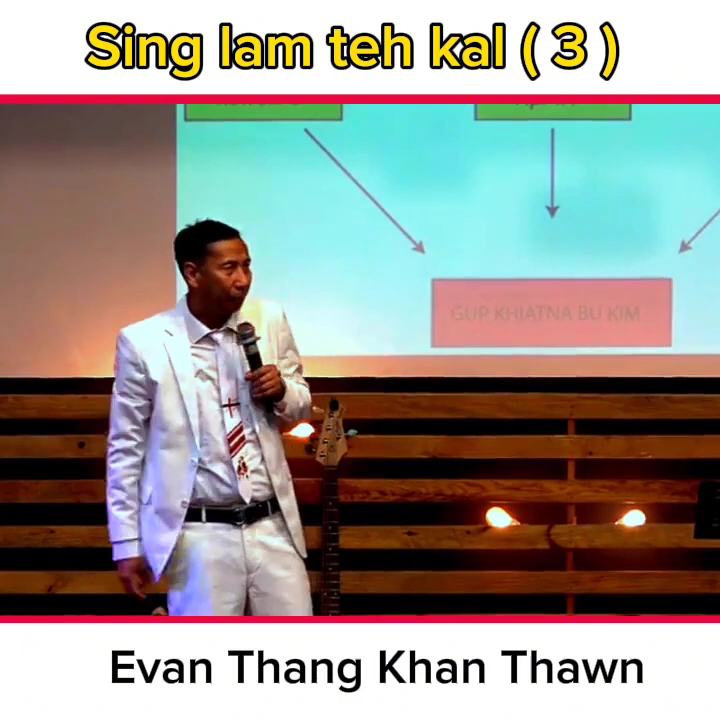 Sing lam teh kal ( 3 )
GUP KHIATNA BU KIM
Evan Thang Khan Thawn